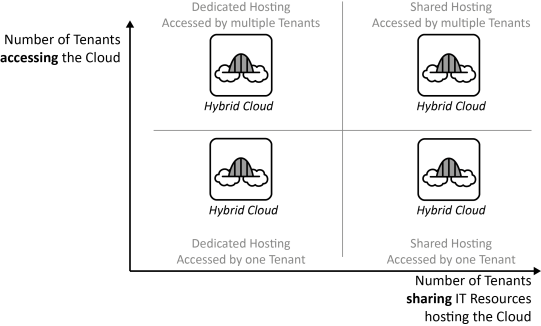 Dedicated Hosting
Accessed by multiple Tenants
Shared Hosting
Accessed by multiple Tenants
Number of Tenants
accessing the Cloud
Hybrid Cloud
Hybrid Cloud
Hybrid Cloud
Hybrid Cloud
Dedicated Hosting
Accessed by one Tenant
Shared Hosting
Accessed by one Tenant
Number of Tenants
sharing IT Resources
hosting the Cloud